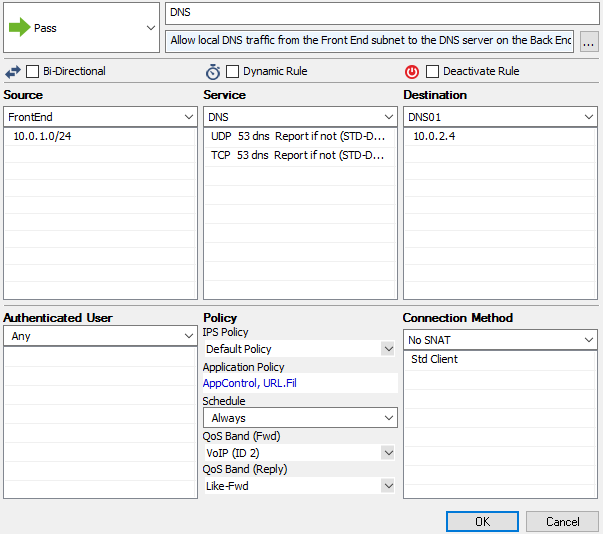 Pass
DNS
Allow local DNS traffic from the Front End subnet to the DNS server on the Back End
...
Bi-Directional
Dynamic Rule
Deactivate Rule
Source
Service
Destination
FrontEnd
DNS
DNS01
10.0.1.0/24
UDP 53 dns Report if not (STD-D...
10.0.2.4
TCP 53 dns Report if not (STD-D...
Authenticated User
Policy
Connection Method
Any
IPS Policy
No SNAT
Default Policy
Std Client
Application Policy
AppControl, URL.Fil
Schedule
Always
QoS Band (Fwd)
VoIP (ID 2)
QoS Band (Reply)
Like-Fwd
OK
Cancel